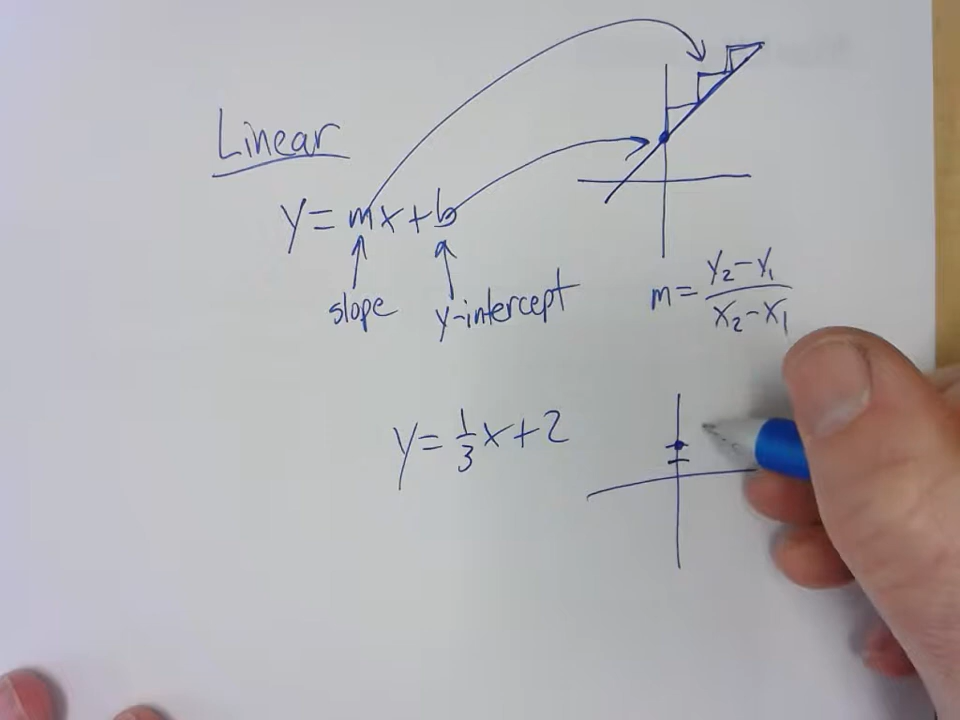 Linear
y = mx + b
slope
y-intercept
m = y₂ - y₁ / x₂ - x₁
y = 1/3 x + 2